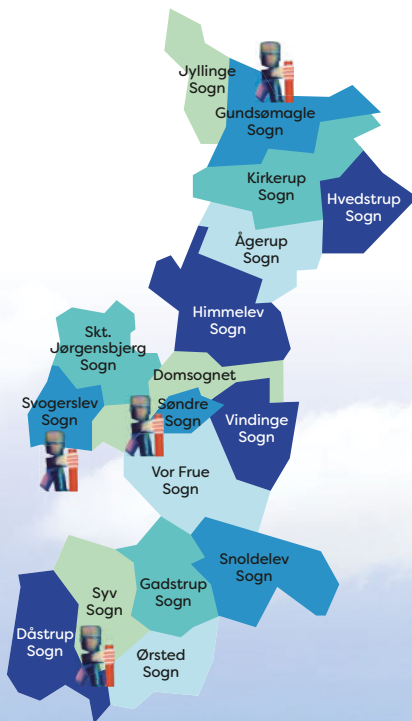 Jyllinge
Sogn
Gundsømagle
Sogn
Kirkerup
Sogn
Hvedstrup
Sogn
Ågerup
Sogn
Himmelev
Sogn
Skt.
Jørgensbjerg
Sogn
Domsognet
Svogerslev
Sogn
Søndre
Sogn
Vindinge
Sogn
Vor Frue
Sogn
Snoldelev
Sogn
Gadstrup
Sogn
Syv
Sogn
Dåstrup
Sogn
Ørsted
Sogn